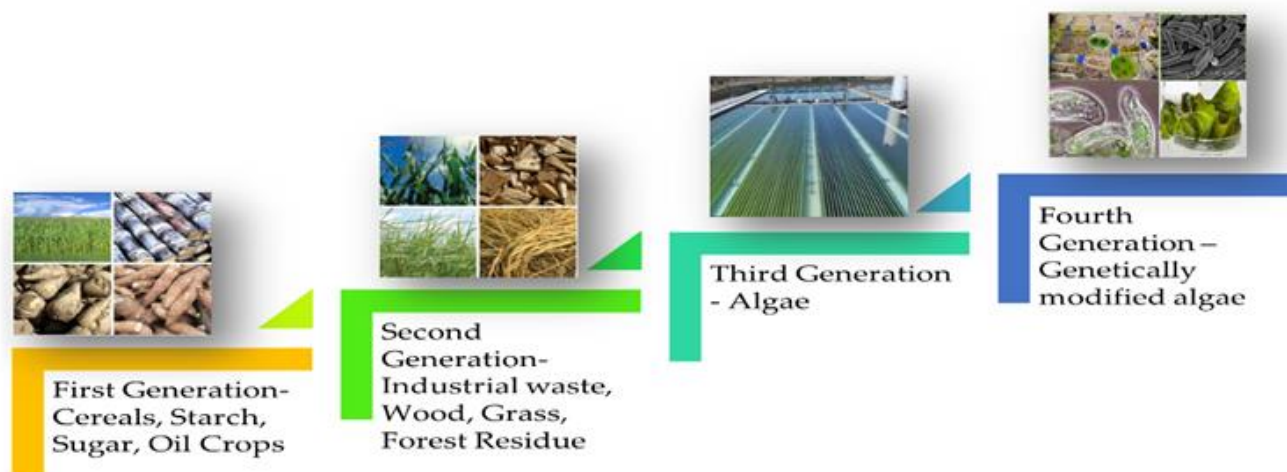 First Generation-
Cereals, Starch,
Sugar, Oil Crops
Second
Generation-
Industrial waste,
Wood, Grass,
Forest Residue
Third Generation
- Algae
Fourth
Generation –
Genetically
modified algae